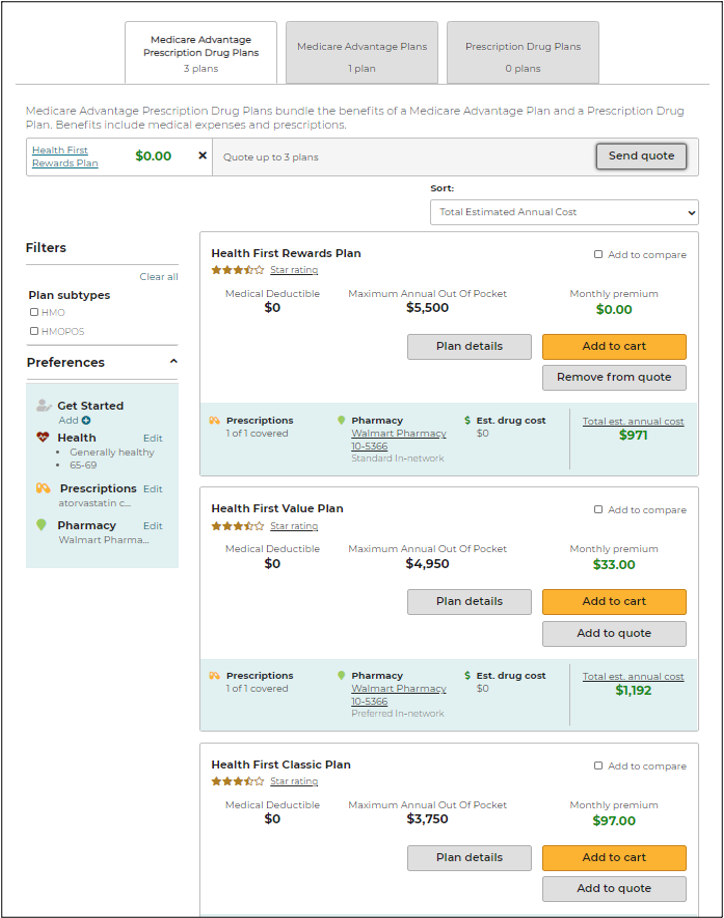 Medicare Advantage
Prescription Drug Plans
3 plans
Medicare Advantage Plans
1 plan
Prescription Drug Plans
0 plans
Medicare Advantage Prescription Drug Plans bundle the benefits of a Medicare Advantage Plan and a Prescription Drug
Plan. Benefits include medical expenses and prescriptions.
Health First
Rewards Plan
$0.00
Quote up to 3 plans
Send quote
Sort:
Total Estimated Annual Cost
Filters
Clear all
Plan subtypes
HMO
HMOPOS
Preferences
Get Started
Add
Health Edit
• Generally healthy
• 65-69
Prescriptions Edit
atorvastatin c...
Pharmacy Edit
Walmart Pharma...
Health First Rewards Plan
Add to compare
Star rating
Medical Deductible
$0
Maximum Annual Out Of Pocket
$5,500
Monthly premium
$0.00
Plan details
Add to cart
Remove from quote
Prescriptions
1 of 1 covered
Pharmacy
Walmart Pharmacy
10-5366
Standard In-network
$ Est. drug cost
$0
Total est. annual cost
$971
Health First Value Plan
Add to compare
Star rating
Medical Deductible
$0
Maximum Annual Out Of Pocket
$4,950
Monthly premium
$33.00
Plan details
Add to cart
Add to quote
Prescriptions
1 of 1 covered
Pharmacy
Walmart Pharmacy
10-5366
Preferred In-network
$ Est. drug cost
$0
Total est. annual cost
$1,192
Health First Classic Plan
Add to compare
Star rating
Medical Deductible
$0
Maximum Annual Out Of Pocket
$3,750
Monthly premium
$97.00
Plan details
Add to cart
Add to quote